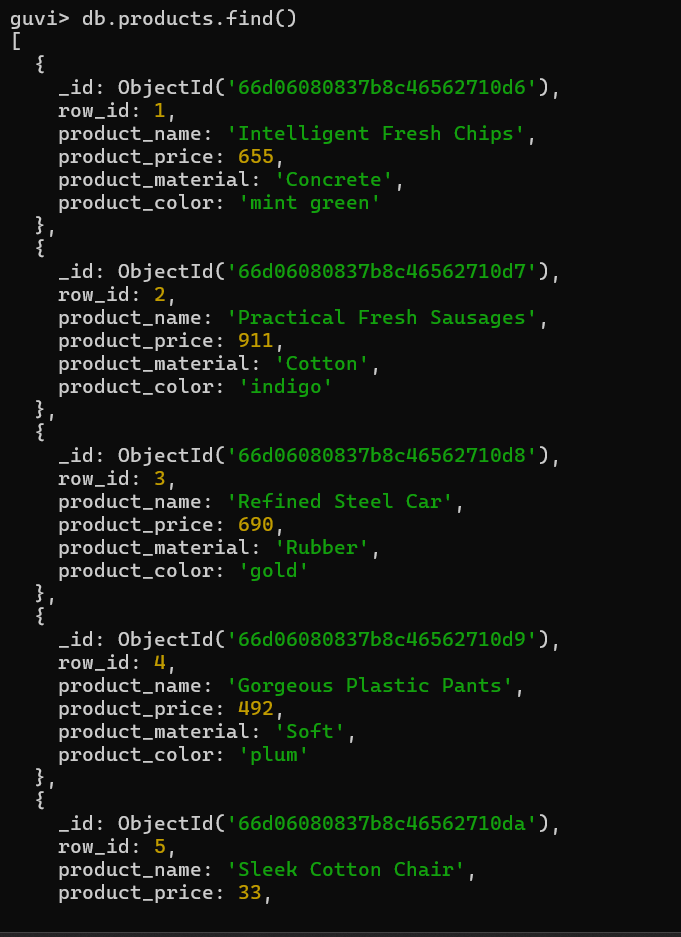 guvi> db.products.find()
[
  {
    _id: ObjectId('66d06080837b8c46562710d6'),
    row_id: 1,
    product_name: 'Intelligent Fresh Chips',
    product_price: 655,
    product_material: 'Concrete',
    product_color: 'mint green'
  },
  {
    _id: ObjectId('66d06080837b8c46562710d7'),
    row_id: 2,
    product_name: 'Practical Fresh Sausages',
    product_price: 911,
    product_material: 'Cotton',
    product_color: 'indigo'
  },
  {
    _id: ObjectId('66d06080837b8c46562710d8'),
    row_id: 3,
    product_name: 'Refined Steel Car',
    product_price: 690,
    product_material: 'Rubber',
    product_color: 'gold'
  },
  {
    _id: ObjectId('66d06080837b8c46562710d9'),
    row_id: 4,
    product_name: 'Gorgeous Plastic Pants',
    product_price: 492,
    product_material: 'Soft',
    product_color: 'plum'
  },
  {
    _id: ObjectId('66d06080837b8c46562710da'),
    row_id: 5,
    product_name: 'Sleek Cotton Chair',
    product_price: 33,